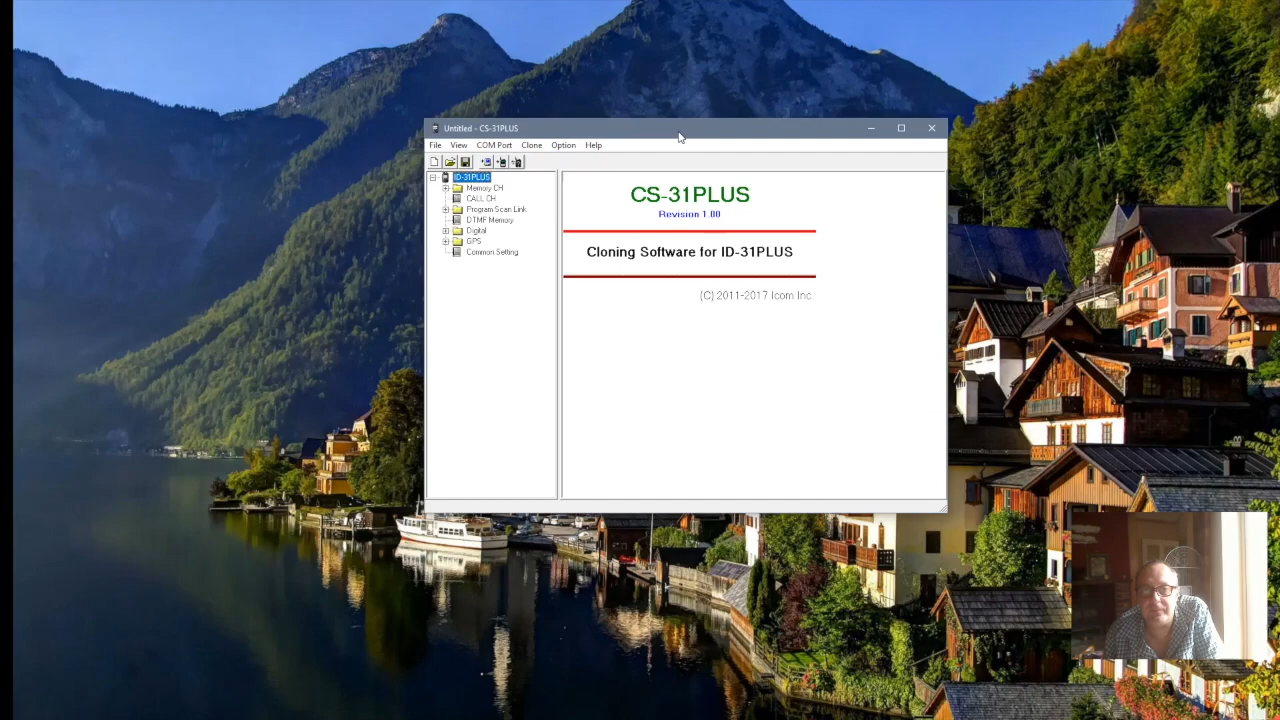 Untitled - CS-31PLUS
File View COM Port Clone Option Help
ID-31PLUS
Memory CH
CALL CH
Program Scan Link
DTMF Memory
Digital
GPS
Common Setting
CS-31PLUS
Revision 1.00
Cloning Software for ID-31PLUS
(C) 2011-2017 Icom Inc.